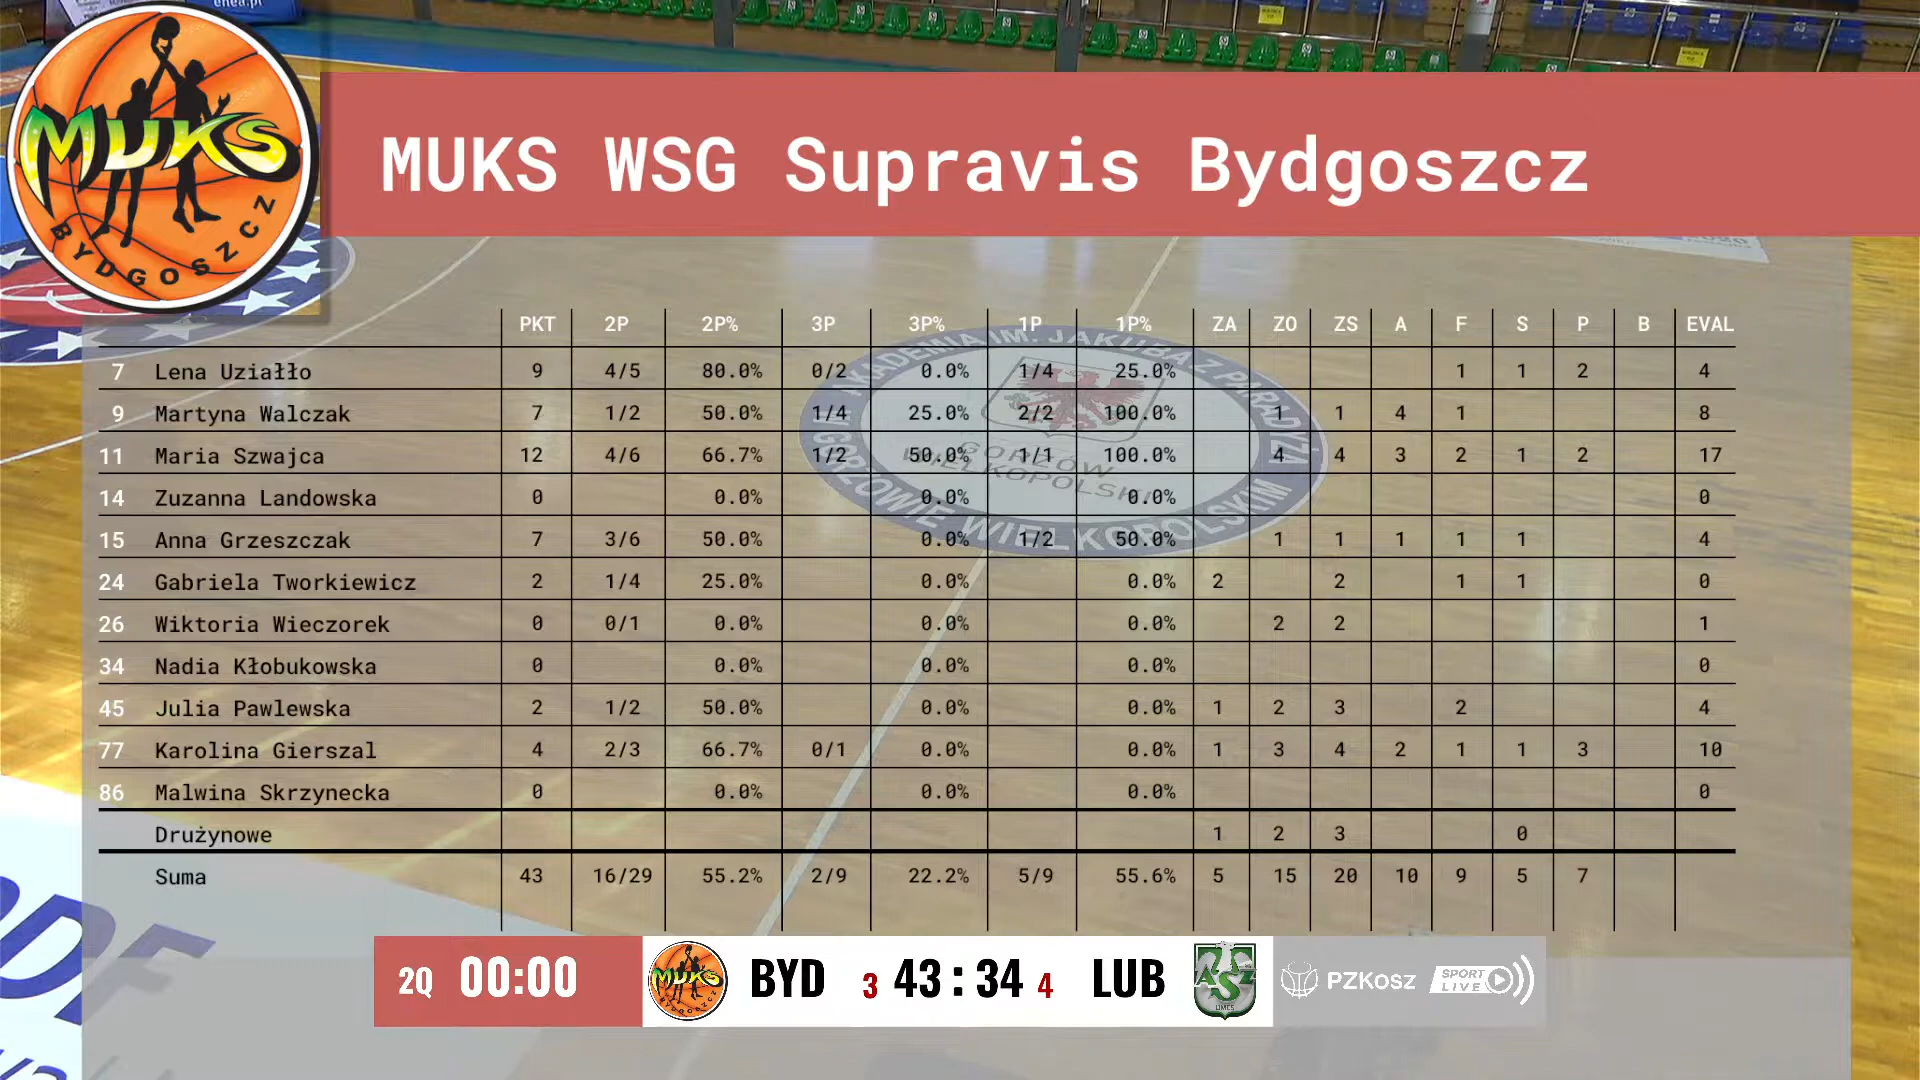 enea.pl
MUKS
BYDGOSZCZ
MUKS WSG Supravis Bydgoszcz
PKT 2P 2P% 3P 3P% 1P 1P% ZA ZO ZS A F S P B EVAL
7 Lena Uziałło 9 4/5 80.0% 0/2 0.0% 1/4 25.0% 1 1 2 4
9 Martyna Walczak 7 1/2 50.0% 1/4 25.0% 2/2 100.0% 1 1 4 1 8
11 Maria Szwajca 12 4/6 66.7% 1/2 50.0% 1/1 100.0% 4 4 3 2 1 2 17
14 Zuzanna Landowska 0 0.0% 0.0% 0.0% 0
15 Anna Grzeszczak 7 3/6 50.0% 0.0% 1/2 50.0% 1 1 1 1 1 4
24 Gabriela Tworkiewicz 2 1/4 25.0% 0.0% 0.0% 2 2 1 1 0
26 Wiktoria Wieczorek 0 0/1 0.0% 0.0% 0.0% 2 2 1
34 Nadia Kłobukowska 0 0.0% 0.0% 0.0% 0
45 Julia Pawlewska 2 1/2 50.0% 0.0% 0.0% 1 2 3 2 4
77 Karolina Gierszal 4 2/3 66.7% 0/1 0.0% 0.0% 1 3 4 2 1 1 3 10
86 Malwina Skrzynecka 0 0.0% 0.0% 0.0% 0
Drużynowe 1 2 3 0
Suma 43 16/29 55.2% 2/9 22.2% 5/9 55.6% 5 15 20 10 9 5 7
AKADEMIA IM. JAKUBA Z PARADYŻA
W GORZOWIE WIELKOPOLSKIM
GORZÓW
WIELKOPOLSKI
2Q 00:00 MUKS BYD 3 43 : 34 4 LUB AZS UMCS PZKosz SPORT LIVE